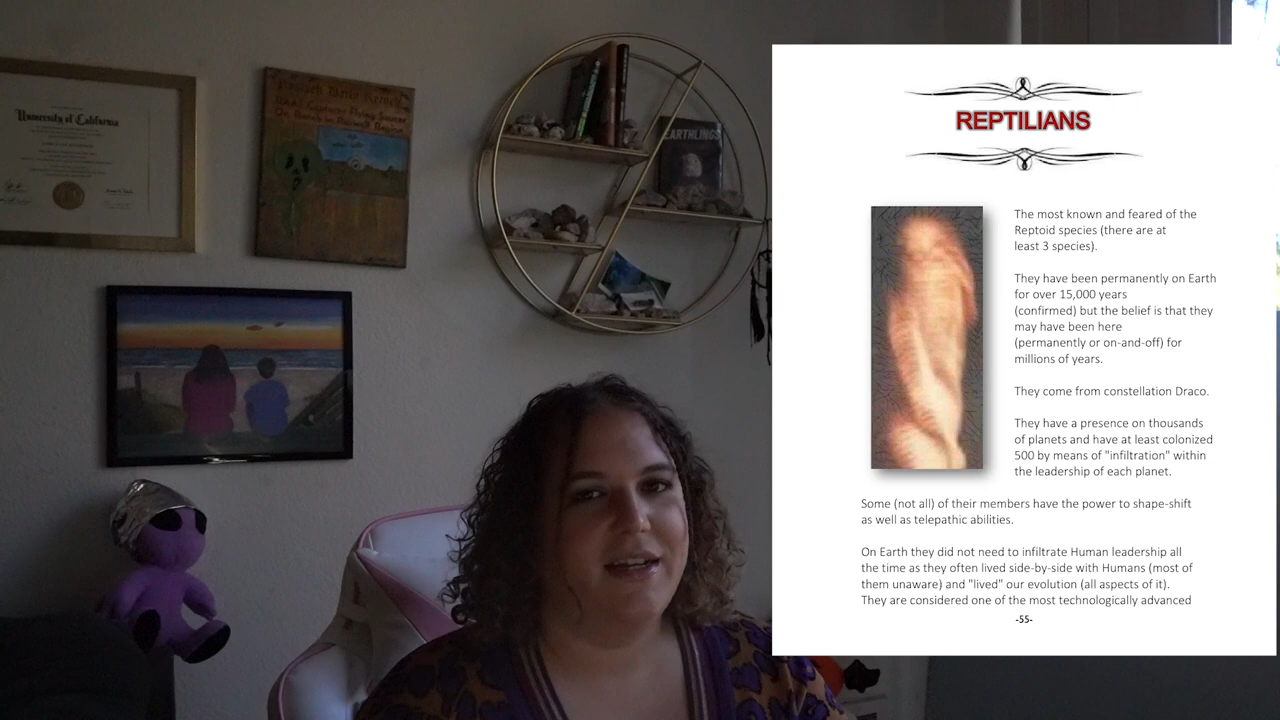 University of California
EARTHLINGS
REPTILIANS
The most known and feared of the
Reptoid species (there are at
least 3 species).
They have been permanently on Earth
for over 15,000 years
(confirmed) but the belief is that they
may have been here
(permanently or on-and-off) for
millions of years.
They come from constellation Draco.
They have a presence on thousands
of planets and have at least colonized
500 by means of "infiltration" within
the leadership of each planet.
Some (not all) of their members have the power to shape-shift
as well as telepathic abilities.
On Earth they did not need to infiltrate Human leadership all
the time as they often lived side-by-side with Humans (most of
them unaware) and "lived" our evolution (all aspects of it).
They are considered one of the most technologically advanced
-55-